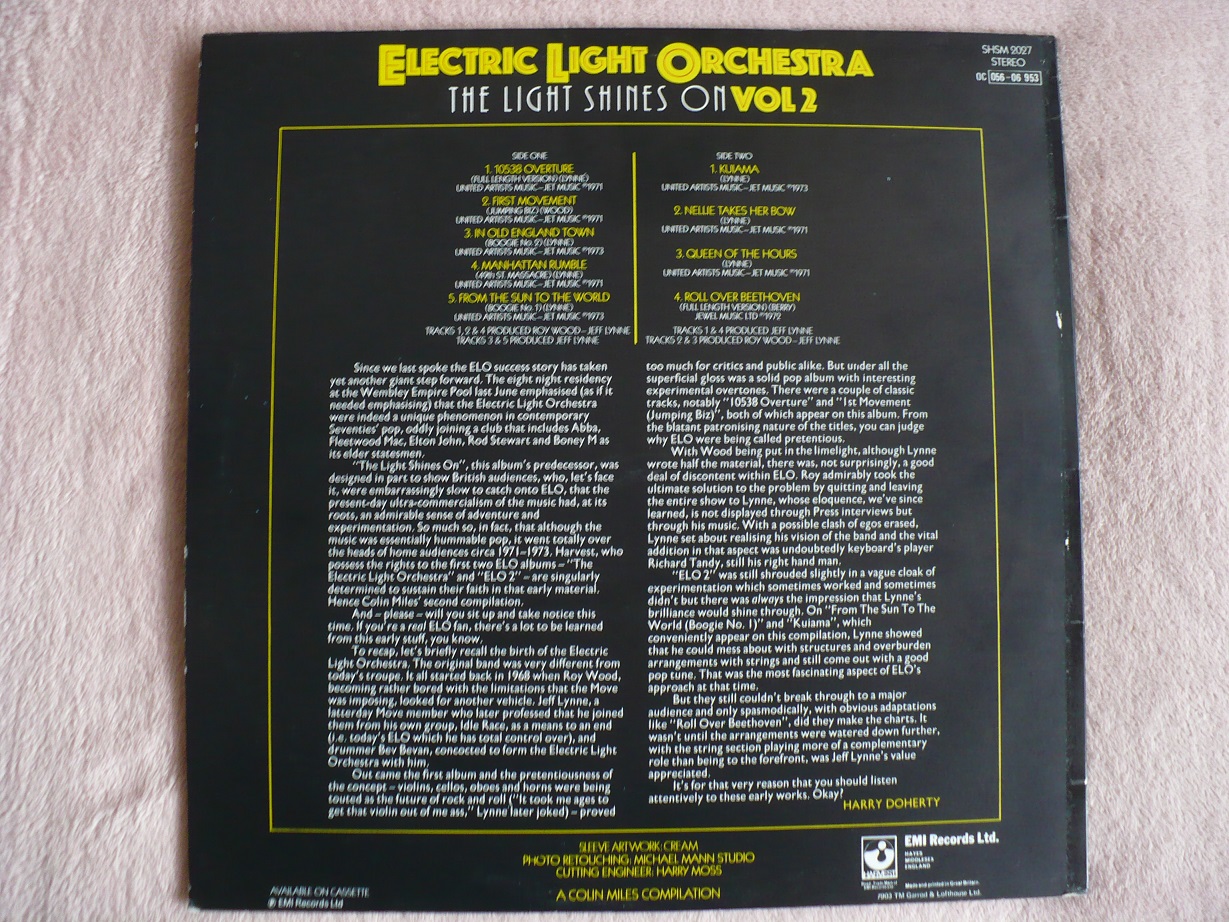 ELECTRIC LIGHT ORCHESTRA
THE LIGHT SHINES ON VOL 2
SHSM 2027
STEREO
OC 056-06 953
SIDE ONE
1. 10538 OVERTURE
(FULL LENGTH VERSION) (LYNNE)
UNITED ARTISTS MUSIC–JET MUSIC ℗1971
2. FIRST MOVEMENT
(JUMPING BIZ) (WOOD)
UNITED ARTISTS MUSIC–JET MUSIC ℗1971
3. IN OLD ENGLAND TOWN
(BOOGIE No. 2) (LYNNE)
UNITED ARTISTS MUSIC–JET MUSIC ℗1973
4. MANHATTAN RUMBLE
(49th ST. MASSACRE) (LYNNE)
UNITED ARTISTS MUSIC–JET MUSIC ℗1971
5. FROM THE SUN TO THE WORLD
(BOOGIE No. 1) (LYNNE)
UNITED ARTISTS MUSIC–JET MUSIC ℗1973
TRACKS 1, 2 & 4 PRODUCED ROY WOOD–JEFF LYNNE
TRACKS 3 & 5 PRODUCED JEFF LYNNE
SIDE TWO
1. KUIAMA
(LYNNE)
UNITED ARTISTS MUSIC–JET MUSIC ℗1973
2. NELLIE TAKES HER BOW
(LYNNE)
UNITED ARTISTS MUSIC–JET MUSIC ℗1971
3. QUEEN OF THE HOURS
(LYNNE)
UNITED ARTISTS MUSIC–JET MUSIC ℗1971
4. ROLL OVER BEETHOVEN
(FULL LENGTH VERSION) (BERRY)
JEWEL MUSIC LTD ℗1972
TRACKS 1 & 4 PRODUCED JEFF LYNNE
TRACKS 2 & 3 PRODUCED ROY WOOD–JEFF LYNNE
Since we last spoke the ELO success story has taken
yet another giant step forward. The eight night residency
at the Wembley Empire Pool last June emphasised (as if it
needed emphasising) that the Electric Light Orchestra
were indeed a unique phenomenon in contemporary
Seventies' pop, oddly joining a club that includes Abba,
Fleetwood Mac, Elton John, Rod Stewart and Boney M as
its elder statesmen.
"The Light Shines On", this album's predecessor, was
designed in part to show British audiences, who, let's face
it, were embarrassingly slow to catch onto ELO, that the
present-day ultra-commercialism of the music had, at its
roots, an admirable sense of adventure and
experimentation. So much so, in fact, that although the
music was essentially hummable pop, it went totally over
the heads of home audiences circa 1971–1973. Harvest, who
possess the rights to the first two ELO albums – "The
Electric Light Orchestra" and "ELO 2" – are singularly
determined to sustain their faith in that early material.
Hence Colin Miles' second compilation.
And – please – will you sit up and take notice this
time. If you're a real ELO fan, there's a lot to be learned
from this early stuff, you know.
To recap, let's briefly recall the birth of the Electric
Light Orchestra. The original band was very different from
today's troupe. It all started back in 1968 when Roy Wood,
becoming rather bored with the limitations that the Move
was imposing, looked for another vehicle. Jeff Lynne, a
latterday Move member who later professed that he joined
them from his own group, Idle Race, as a means to an end
(i.e. today's ELO which he has total control over), and
drummer Bev Bevan, concocted to form the Electric Light
Orchestra with him.
Out came the first album and the pretentiousness of
the concept – violins, cellos, oboes and horns were being
touted as the future of rock and roll ("It took me ages to
get that violin out of me ass," Lynne later joked) – proved
too much for critics and public alike. But under all the
superficial gloss was a solid pop album with interesting
experimental overtones. There were a couple of classic
tracks, notably "10538 Overture" and "1st Movement
(Jumping Biz)", both of which appear on this album. From
the blatant patronising nature of the titles, you can judge
why ELO were being called pretentious.
With Wood being put in the limelight, although Lynne
wrote half the material, there was, not surprisingly, a good
deal of discontent within ELO. Roy admirably took the
ultimate solution to the problem by quitting and leaving
the entire show to Lynne, whose eloquence, we've since
learned, is not displayed through Press interviews but
through his music. With a possible clash of egos erased,
Lynne set about realising his vision of the band and the vital
addition in that aspect was undoubtedly keyboard's player
Richard Tandy, still his right hand man.
"ELO 2" was still shrouded slightly in a vague cloak of
experimentation which sometimes worked and sometimes
didn't but there was always the impression that Lynne's
brilliance would shine through. On "From The Sun To The
World (Boogie No. 1)" and "Kuiama", which
conveniently appear on this compilation, Lynne showed
that he could mess about with structures and overburden
arrangements with strings and still come out with a good
pop tune. That was the most fascinating aspect of ELO's
approach at that time.
But they still couldn't break through to a major
audience and only spasmodically, with obvious adaptations
like "Roll Over Beethoven", did they make the charts. It
wasn't until the arrangements were watered down further,
with the string section playing more of a complementary
role than being to the forefront, was Jeff Lynne's value
appreciated.
It's for that very reason that you should listen
attentively to these early works. Okay?
HARRY DOHERTY
SLEEVE ARTWORK: CREAM
PHOTO RETOUCHING: MICHAEL MANN STUDIO
CUTTING ENGINEER: HARRY MOSS
A COLIN MILES COMPILATION
AVAILABLE ON CASSETTE
℗ EMI Records Ltd
HARVEST
EMI Records Ltd.
HAYES
MIDDLESEX
ENGLAND
Made and printed in Great Britain.
7903 TM Garrod & Lofthouse Ltd.